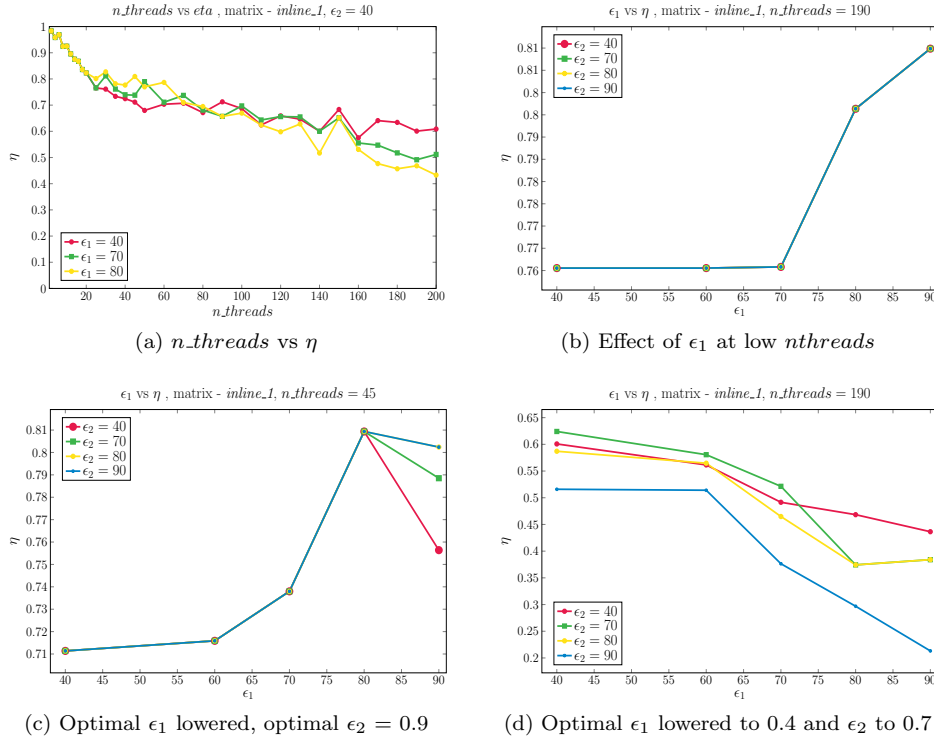 n_threads vs eta , matrix - inline_1, ϵ₂ = 40
η
1
0.9
0.8
0.7
0.6
0.5
0.4
0.3
0.2
0.1
0
ϵ₁ = 40
ϵ₁ = 70
ϵ₁ = 80
20 40 60 80 100 120 140 160 180 200
n_threads
(a) n_threads vs η
ϵ₁ vs η , matrix - inline_1, n_threads = 190
η
0.81
0.8
0.8
0.79
0.79
0.78
0.78
0.77
0.77
0.76
ϵ₂ = 40
ϵ₂ = 70
ϵ₂ = 80
ϵ₂ = 90
40 45 50 55 60 65 70 75 80 85 90
ϵ₁
(b) Effect of ϵ₁ at low nthreads
ϵ₁ vs η , matrix - inline_1, n_threads = 45
η
0.81
0.8
0.79
0.78
0.77
0.76
0.75
0.74
0.73
0.72
0.71
ϵ₂ = 40
ϵ₂ = 70
ϵ₂ = 80
ϵ₂ = 90
40 45 50 55 60 65 70 75 80 85 90
ϵ₁
(c) Optimal ϵ₁ lowered, optimal ϵ₂ = 0.9
ϵ₁ vs η , matrix - inline_1, n_threads = 190
η
0.65
0.6
0.55
0.5
0.45
0.4
0.35
0.3
0.25
0.2
ϵ₂ = 40
ϵ₂ = 70
ϵ₂ = 80
ϵ₂ = 90
40 45 50 55 60 65 70 75 80 85 90
ϵ₁
(d) Optimal ϵ₁ lowered to 0.4 and ϵ₂ to 0.7